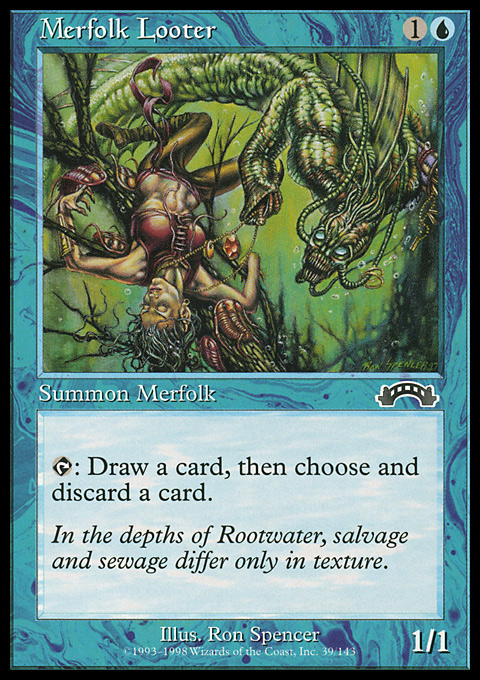 Merfolk Looter 1
Summon Merfolk
: Draw a card, then choose and
discard a card.
In the depths of Rootwater, salvage
and sewage differ only in texture.
Illus. Ron Spencer
©1993-1998 Wizards of the Coast, Inc. 39/143
1/1